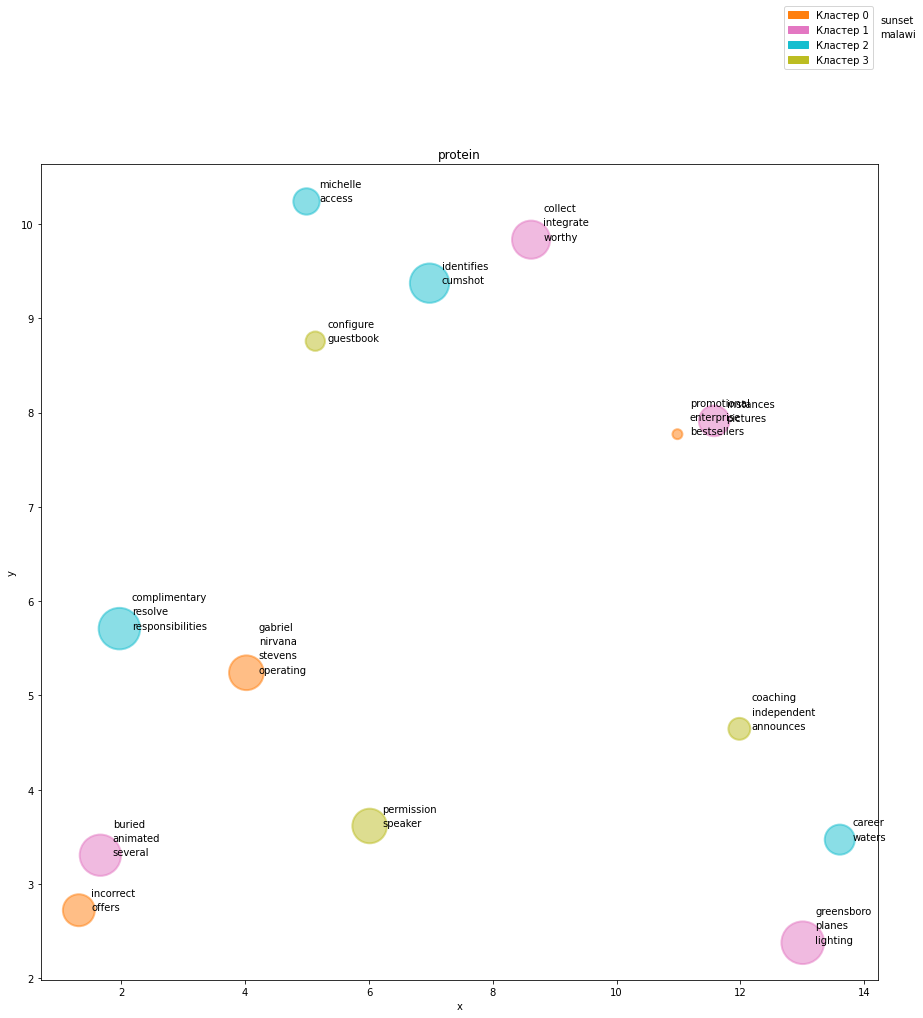 Кластер 0
Кластер 1
Кластер 2
Кластер 3
sunset
malawi
protein
michelle
access
collect
integrate
worthy
identifies
cumshot
configure
guestbook
promotional
enterprise
bestsellers
instances
pictures
complimentary
resolve
responsibilities
gabriel
nirvana
stevens
operating
coaching
independent
announces
permission
speaker
buried
animated
several
career
waters
incorrect
offers
greensboro
planes
lighting
10
9
8
7
6
5
4
3
2
y
2
4
6
8
10
12
14
x